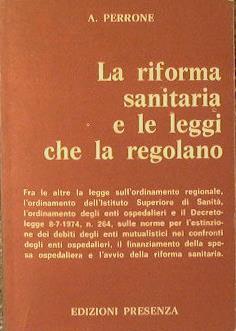 A. PERRONE
La riforma
sanitaria
e le leggi
che la regolano
Fra le altre la legge sull'ordinamento regionale,
l'ordinamento dell'Istituto Superiore di Sanità,
l'ordinamento degli enti ospedalieri e il Decreto-
legge 8-7-1974, n. 264, sulle norme per l'estinzio-
ne dei debiti degli enti mutualistici nei confronti
degli enti ospedalieri, il finanziamento della spe-
sa ospedaliera e l'avvio della riforma sanitaria.
EDIZIONI PRESENZA